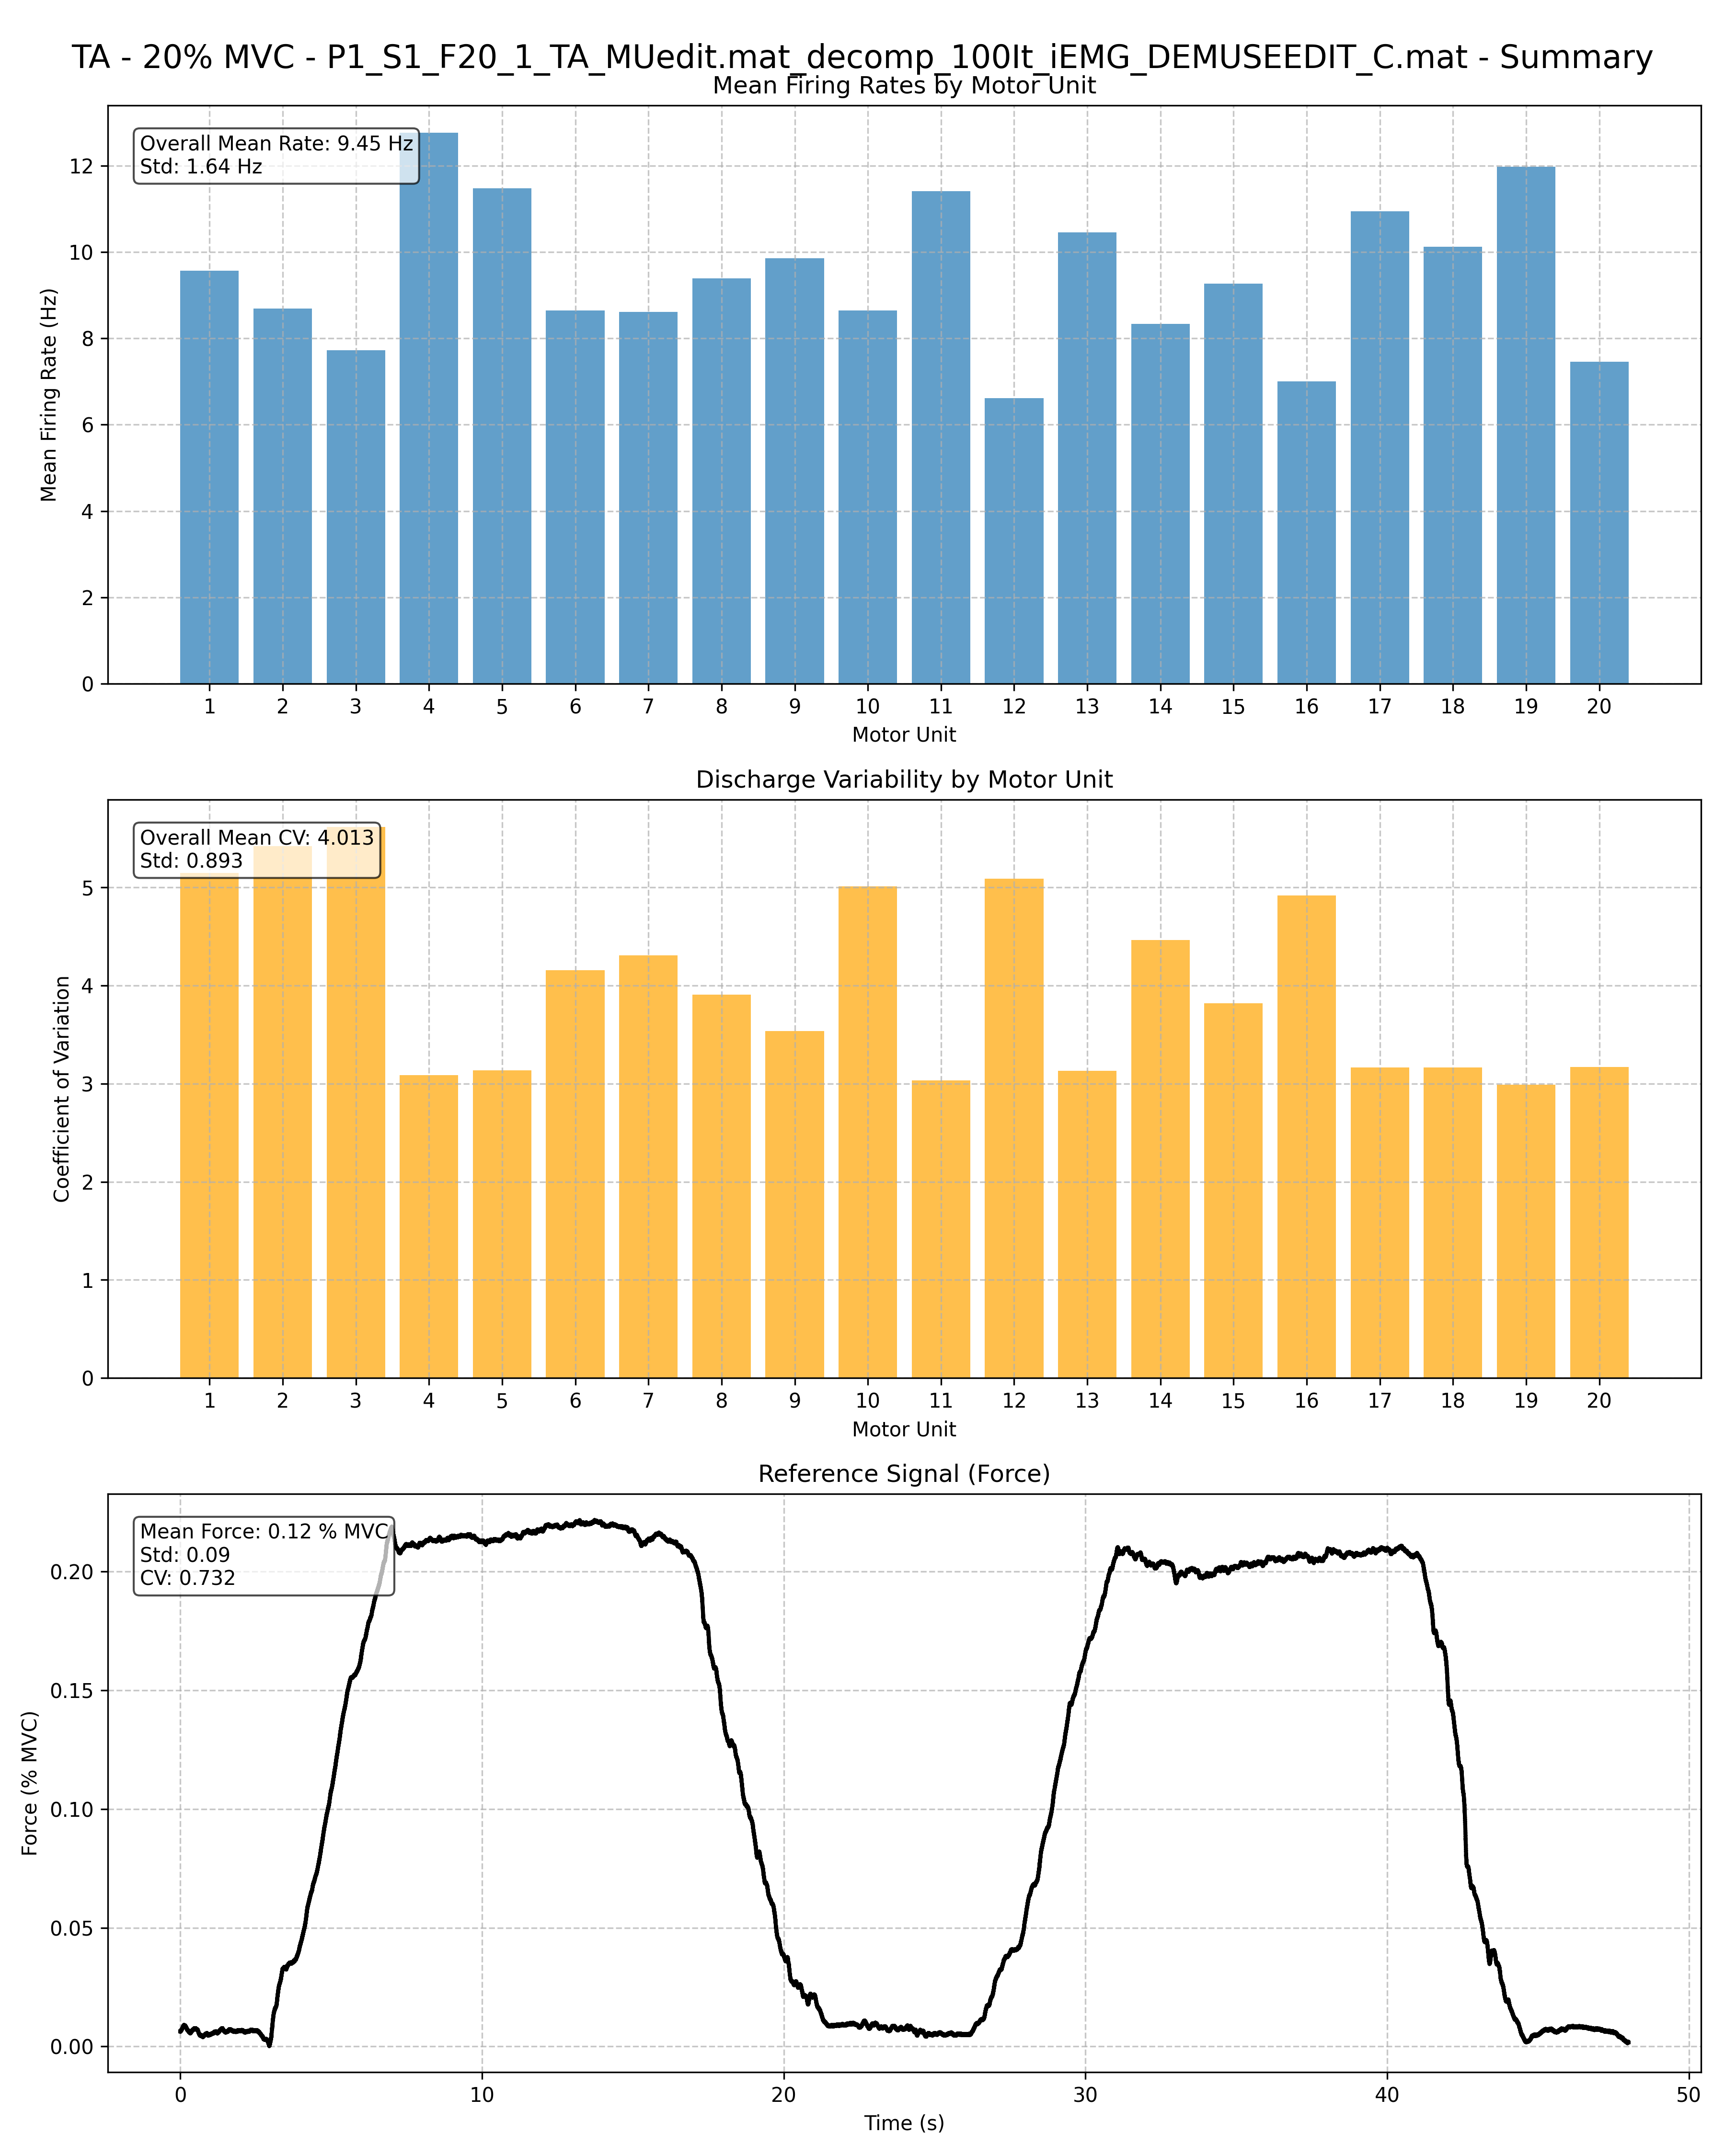 TA - 20% MVC - P1_S1_F20_1_TA_MUedit.mat_decomp_100It_iEMG_DEMUSEEDIT_C.mat - Summary
Mean Firing Rates by Motor Unit
Overall Mean Rate: 9.45 Hz
Std: 1.64 Hz
Mean Firing Rate (Hz)
12
10
8
6
4
2
0
1 2 3 4 5 6 7 8 9 10 11 12 13 14 15 16 17 18 19 20
Motor Unit
Discharge Variability by Motor Unit
Overall Mean CV: 4.013
Std: 0.893
Coefficient of Variation
5
4
3
2
1
0
1 2 3 4 5 6 7 8 9 10 11 12 13 14 15 16 17 18 19 20
Motor Unit
Reference Signal (Force)
Mean Force: 0.12 % MVC
Std: 0.09
CV: 0.732
Force (% MVC)
0.20
0.15
0.10
0.05
0.00
0 10 20 30 40 50
Time (s)